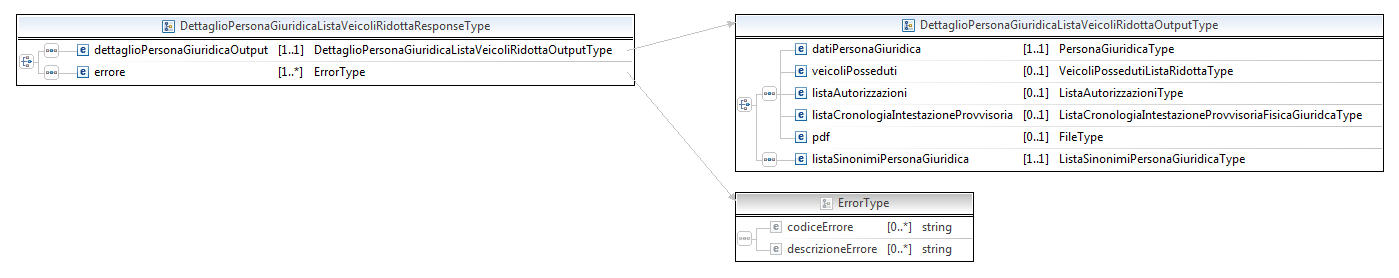 DettaglioPersonaGiuridicaListaVeicoliRidottaResponseType
dettaglioPersonaGiuridicaOutput [1..1] DettaglioPersonaGiuridicaListaVeicoliRidottaOutputType
errore [1..*] ErrorType
DettaglioPersonaGiuridicaListaVeicoliRidottaOutputType
datiPersonaGiuridica [1..1] PersonaGiuridicaType
veicoliPosseduti [0..1] VeicoliPossedutiListaRidottaType
listaAutorizzazioni [0..1] ListaAutorizzazioniType
listaCronologiaIntestazioneProvvisoria [0..1] ListaCronologiaIntestazioneProvvisoriaFisicaGiuridcaType
pdf [0..1] FileType
listaSinonimiPersonaGiuridica [1..1] ListaSinonimiPersonaGiuridicaType
ErrorType
codiceErrore [0..*] string
descrizioneErrore [0..*] string